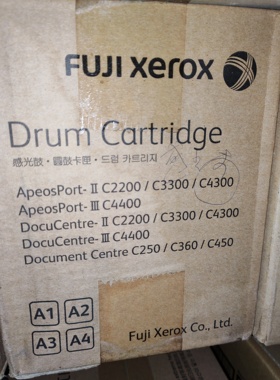 FUJI xerox
Drum Cartridge
感光鼓・囂鼓卡匣・드럼 카트리지
ApeosPort-Ⅱ C2200 / C3300 / C4300
ApeosPort-Ⅲ C4400
DocuCentre-Ⅱ C2200 / C3300 / C4300
DocuCentre-Ⅲ C4400
Document Centre C250 / C360 / C450
A1 A2
A3 A4
Fuji Xerox Co., Ltd.